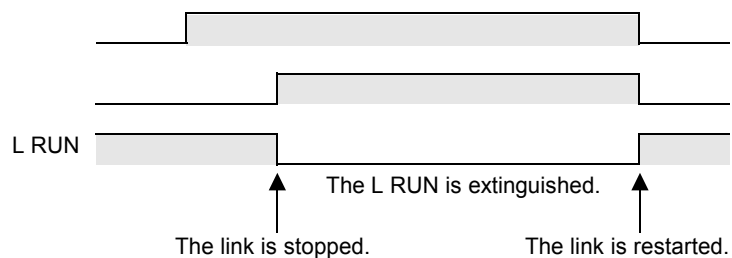 L RUN
The L RUN is extinguished.
The link is stopped.
The link is restarted.